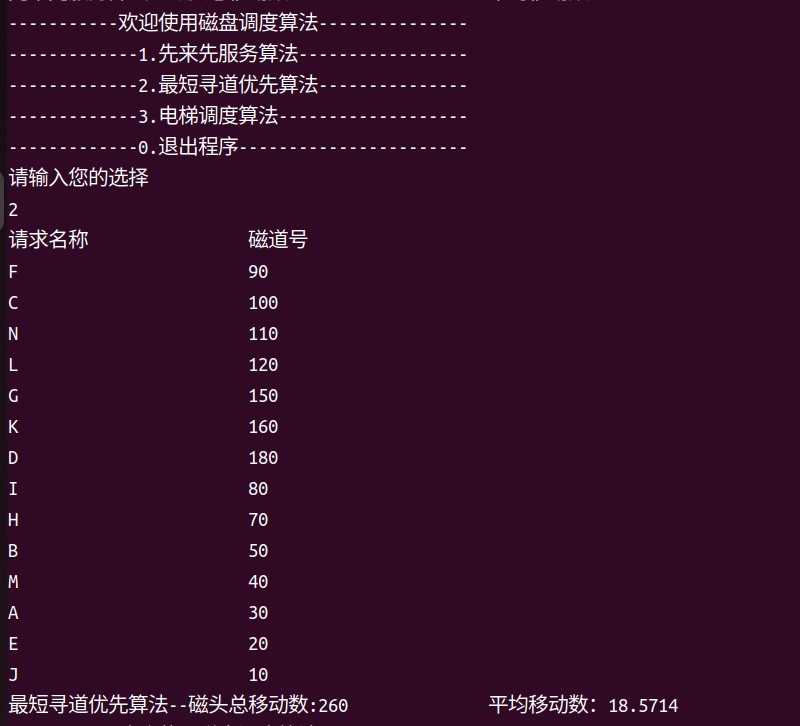 -----------欢迎使用磁盘调度算法---------------
-------------1.先来先服务算法-----------------
-------------2.最短寻道优先算法---------------
-------------3.电梯调度算法-------------------
-------------0.退出程序-----------------------
请输入您的选择
2
请求名称 磁道号
F 90
C 100
N 110
L 120
G 150
K 160
D 180
I 80
H 70
B 50
M 40
A 30
E 20
J 10
最短寻道优先算法--磁头总移动数:260 平均移动数: 18.5714